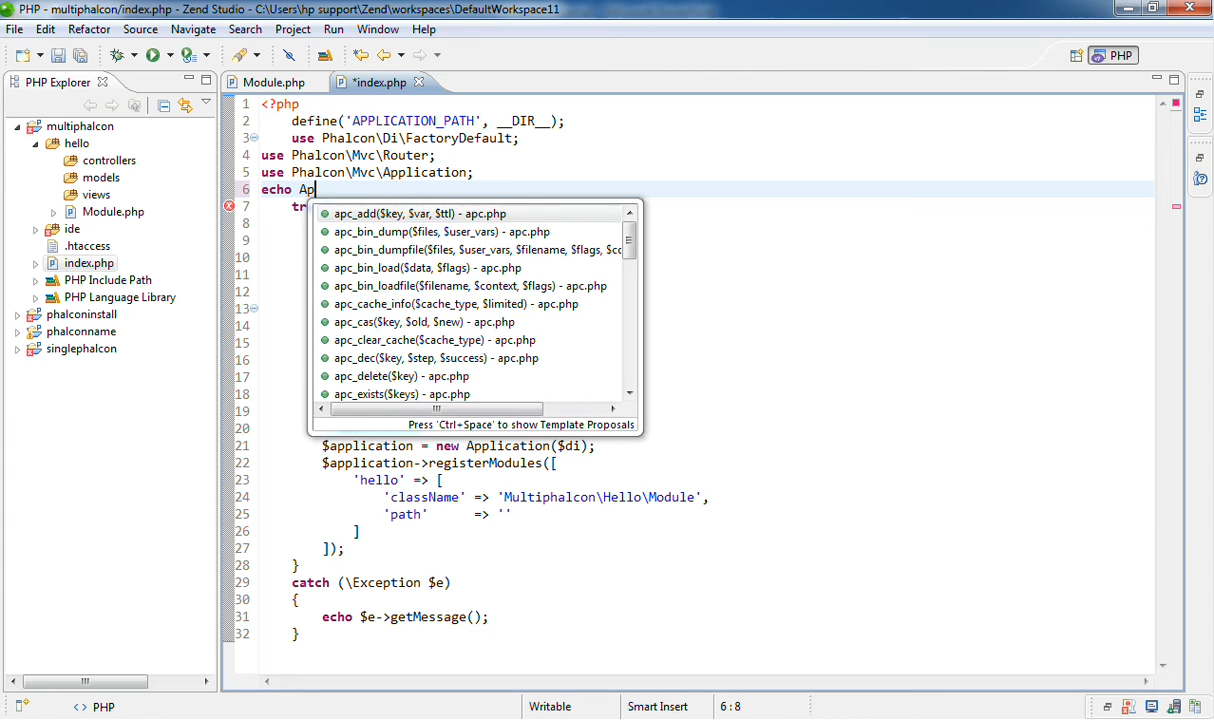 PHP - multiphalcon/index.php - Zend Studio - C:\Users\hp support\Zend\workspaces\DefaultWorkspace11
File Edit Refactor Source Navigate Search Project Run Window Help
PHP
PHP Explorer
Module.php
*index.php
multiphalcon
hello
controllers
models
views
Module.php
ide
.htaccess
index.php
PHP Include Path
PHP Language Library
phalconinstall
phalconname
singlephalcon
1 <?php
2 define('APPLICATION_PATH', __DIR__);
3 use Phalcon\Di\FactoryDefault;
4 use Phalcon\Mvc\Router;
5 use Phalcon\Mvc\Application;
6 echo Ap
7 tr
8
9
10
11
12
13
14
15
16
17
18
19
20
apc_add($key, $var, $ttl) - apc.php
apc_bin_dump($files, $user_vars) - apc.php
apc_bin_dumpfile($files, $user_vars, $filename, $flags, $cc
apc_bin_load($data, $flags) - apc.php
apc_bin_loadfile($filename, $context, $flags) - apc.php
apc_cache_info($cache_type, $limited) - apc.php
apc_cas($key, $old, $new) - apc.php
apc_clear_cache($cache_type) - apc.php
apc_dec($key, $step, $success) - apc.php
apc_delete($key) - apc.php
apc_exists($keys) - apc.php
Press 'Ctrl+Space' to show Template Proposals
21 $application = new Application($di);
22 $application->registerModules([
23 'hello' => [
24 'className' => 'Multiphalcon\Hello\Module',
25 'path' => ''
26 ]
27 ]);
28 }
29 catch (\Exception $e)
30 {
31 echo $e->getMessage();
32 }
<> PHP
Writable
Smart Insert
6 : 8